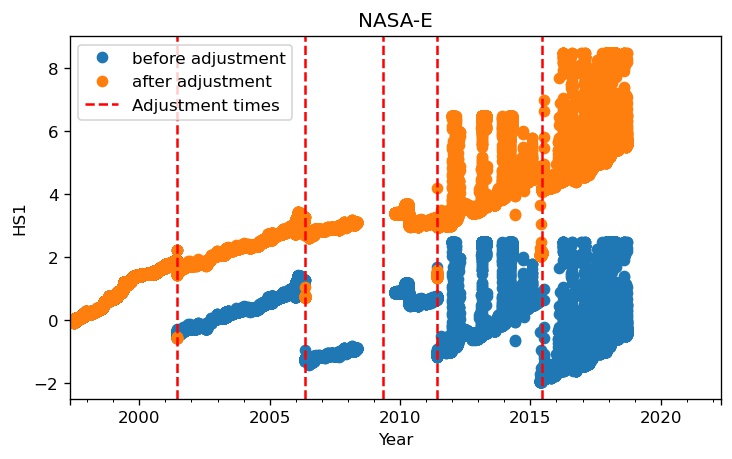 NASA-E
before adjustment
after adjustment
Adjustment times
HS1
8
6
4
2
0
−2
2000 2005 2010 2015 2020
Year